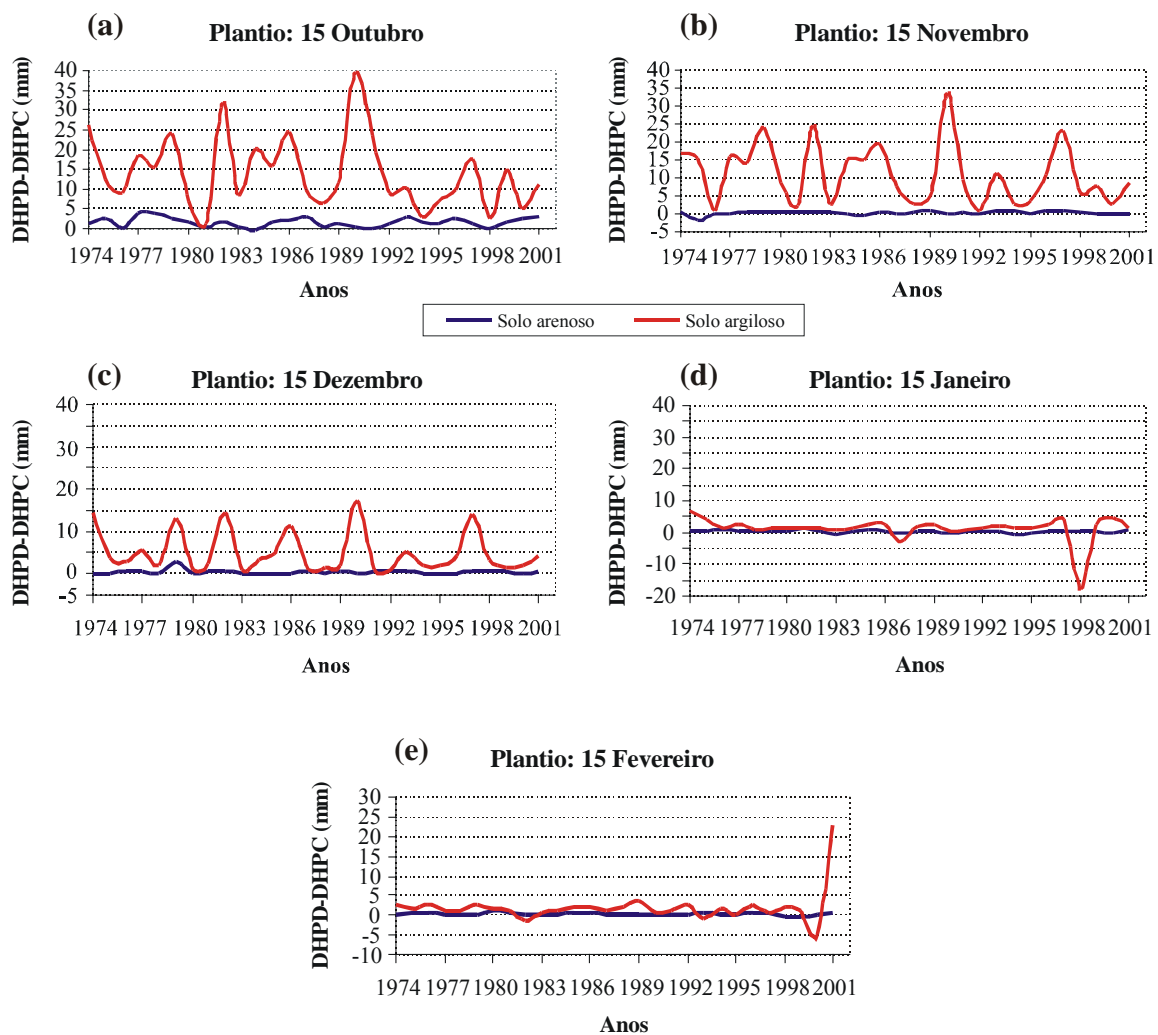 (a)
Plantio: 15 Outubro
DHPD-DHPC (mm)
40
35
30
25
20
15
10
5
0
1974 1977 1980 1983 1986 1989 1992 1995 1998 2001
Anos
(b)
Plantio: 15 Novembro
DHPD-DHPC (mm)
40
35
30
25
20
15
10
5
0
-5
1974 1977 1980 1983 1986 1989 1992 1995 1998 2001
Anos
Solo arenoso Solo argiloso
(c)
Plantio: 15 Dezembro
DHPD-DHPC (mm)
40
30
20
10
0
-5
1974 1977 1980 1983 1986 1989 1992 1995 1998 2001
Anos
(d)
Plantio: 15 Janeiro
DHPD-DHPC (mm)
40
30
20
10
0
-10
-20
1974 1977 1980 1983 1986 1989 1992 1995 1998 2001
Anos
(e)
Plantio: 15 Fevereiro
DHPD-DHPC (mm)
30
25
20
15
10
5
0
-5
-10
1974 1977 1980 1983 1986 1989 1992 1995 1998 2001
Anos